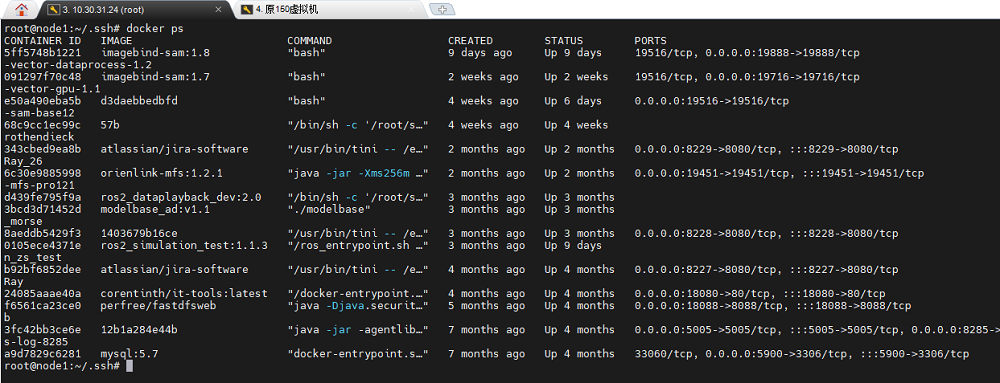 3. 10.30.31.24 (root)
4. 原150虚拟机
root@node1:~/.ssh# docker ps
CONTAINER ID IMAGE COMMAND CREATED STATUS PORTS
5ff5748b1221 imagebind-sam:1.8 "bash" 9 days ago Up 9 days 19516/tcp, 0.0.0.0:19888->19888/tcp
-vector-dataprocess-1.2
091297f70c48 imagebind-sam:1.7 "bash" 2 weeks ago Up 2 weeks 19516/tcp, 0.0.0.0:19716->19716/tcp
-vector-gpu-1.1
e50a490eba5b d3daebbedbfd "bash" 4 weeks ago Up 6 days 0.0.0.0:19516->19516/tcp
-sam-base12
68c9cc1ec99c 57b "/bin/sh -c '/root/s…" 4 weeks ago Up 4 weeks
rothendieck
343cbed9ea8b atlassian/jira-software "/usr/bin/tini -- /e…" 2 months ago Up 2 months 0.0.0.0:8229->8080/tcp, :::8229->8080/tcp
Ray_26
6c30e9885998 orienlink-mfs:1.2.1 "java -jar -Xms256m …" 2 months ago Up 2 months 0.0.0.0:19451->19451/tcp, :::19451->19451/tcp
-mfs-pro121
d439fe795f9a ros2_dataplayback_dev:2.0 "/bin/sh -c '/root/s…" 3 months ago Up 3 months
3bcd3d71452d modelbase_ad:v1.1 "./modelbase" 3 months ago Up 3 months
_morse
8aeddb5429f3 1403679b16ce "/usr/bin/tini -- /e…" 3 months ago Up 3 months 0.0.0.0:8228->8080/tcp, :::8228->8080/tcp
0105ece4371e ros2_simulation_test:1.1.3 "/ros_entrypoint.sh …" 3 months ago Up 9 days
n_zs_test
b92bf6852dee atlassian/jira-software "/usr/bin/tini -- /e…" 4 months ago Up 4 months 0.0.0.0:8227->8080/tcp, :::8227->8080/tcp
Ray
24085aaae40a corentinth/it-tools:latest "/docker-entrypoint.…" 4 months ago Up 4 months 0.0.0.0:18080->80/tcp, :::18080->80/tcp
f6561ca23ce0 perfree/fastdfsweb "java -Djava.securit…" 5 months ago Up 4 months 0.0.0.0:18088->8088/tcp, :::18088->8088/tcp
b
3fc42bb3ce6e 12b1a284e44b "java -jar -agentlib…" 7 months ago Up 4 months 0.0.0.0:5005->5005/tcp, :::5005->5005/tcp, 0.0.0.0:8285->
s-log-8285
a9d7829c6281 mysql:5.7 "docker-entrypoint.s…" 7 months ago Up 4 months 33060/tcp, 0.0.0.0:5900->3306/tcp, :::5900->3306/tcp
root@node1:~/.ssh#